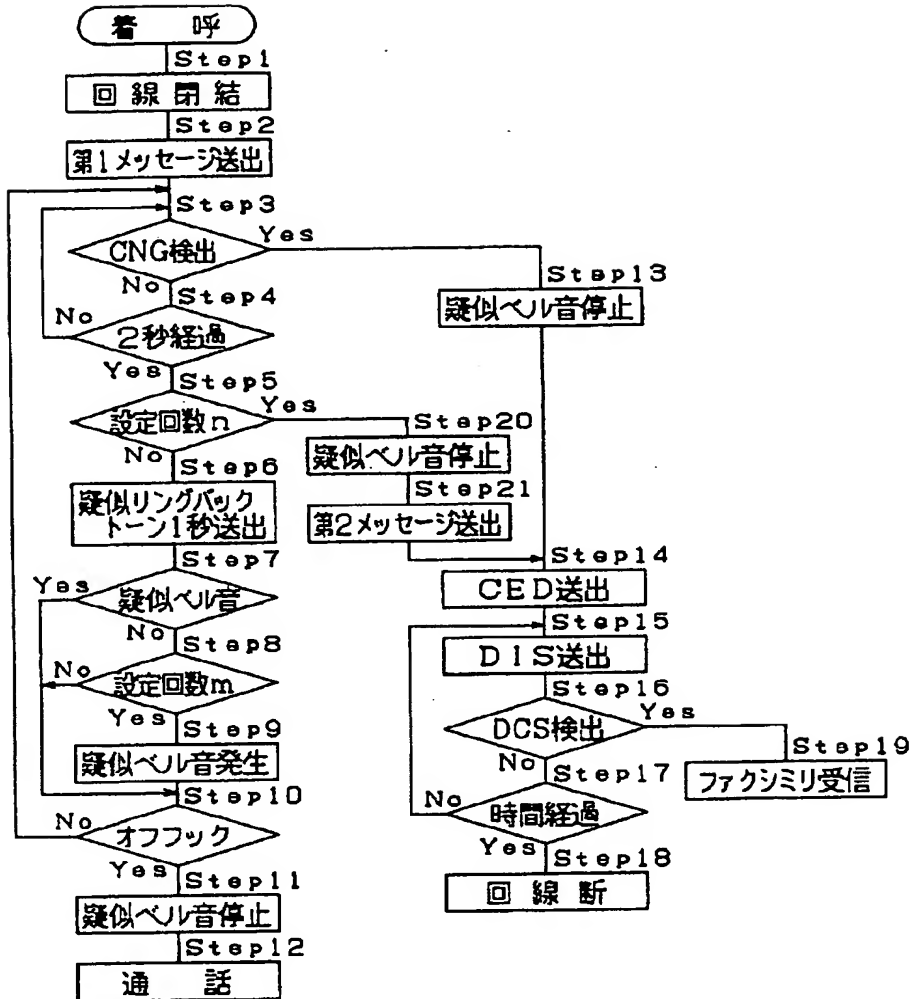 着　呼
Step1
回線閉結
Step2
第1メッセージ送出
Step3
CNG検出
Yes
No
Step4
2秒経過
No
Yes
Step5
設定回数n
Yes
No
Step6
疑似リングバック
トーン1秒送出
Step7
疑似ベル音
Yes
No
Step8
設定回数m
No
Yes
Step9
疑似ベル音発生
Step10
オフフック
No
Yes
Step11
疑似ベル音停止
Step12
通　話
Step20
疑似ベル音停止
Step21
第2メッセージ送出
Step13
疑似ベル音停止
Step14
CED送出
Step15
DIS送出
Step16
DCS検出
Yes
No
Step17
時間経過
No
Yes
Step18
回線断
Step19
ファクシミリ受信